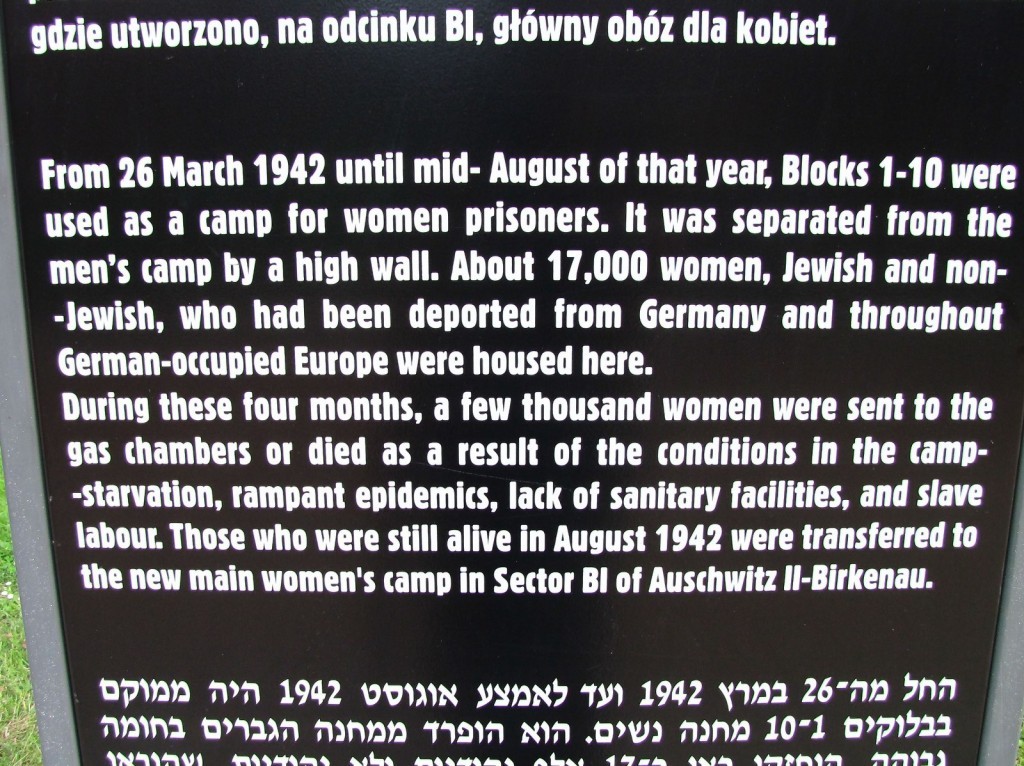 gdzie utworzono, na odcinku BI, główny obóz dla kobiet.
From 26 March 1942 until mid- August of that year, Blocks 1-10 were
used as a camp for women prisoners. It was separated from the
men's camp by a high wall. About 17,000 women, Jewish and non-
-Jewish, who had been deported from Germany and throughout
German-occupied Europe were housed here.
During these four months, a few thousand women were sent to the
gas chambers or died as a result of the conditions in the camp-
-starvation, rampant epidemics, lack of sanitary facilities, and slave
labour. Those who were still alive in August 1942 were transferred to
the new main women's camp in Sector BI of Auschwitz II-Birkenau.
החל מה-26 במרץ 1942 ועד לאמצע אוגוסט 1942 היה ממוקם
בבלוקים 1-10 מחנה נשים. הוא הופרד ממחנה הגברים בחומה